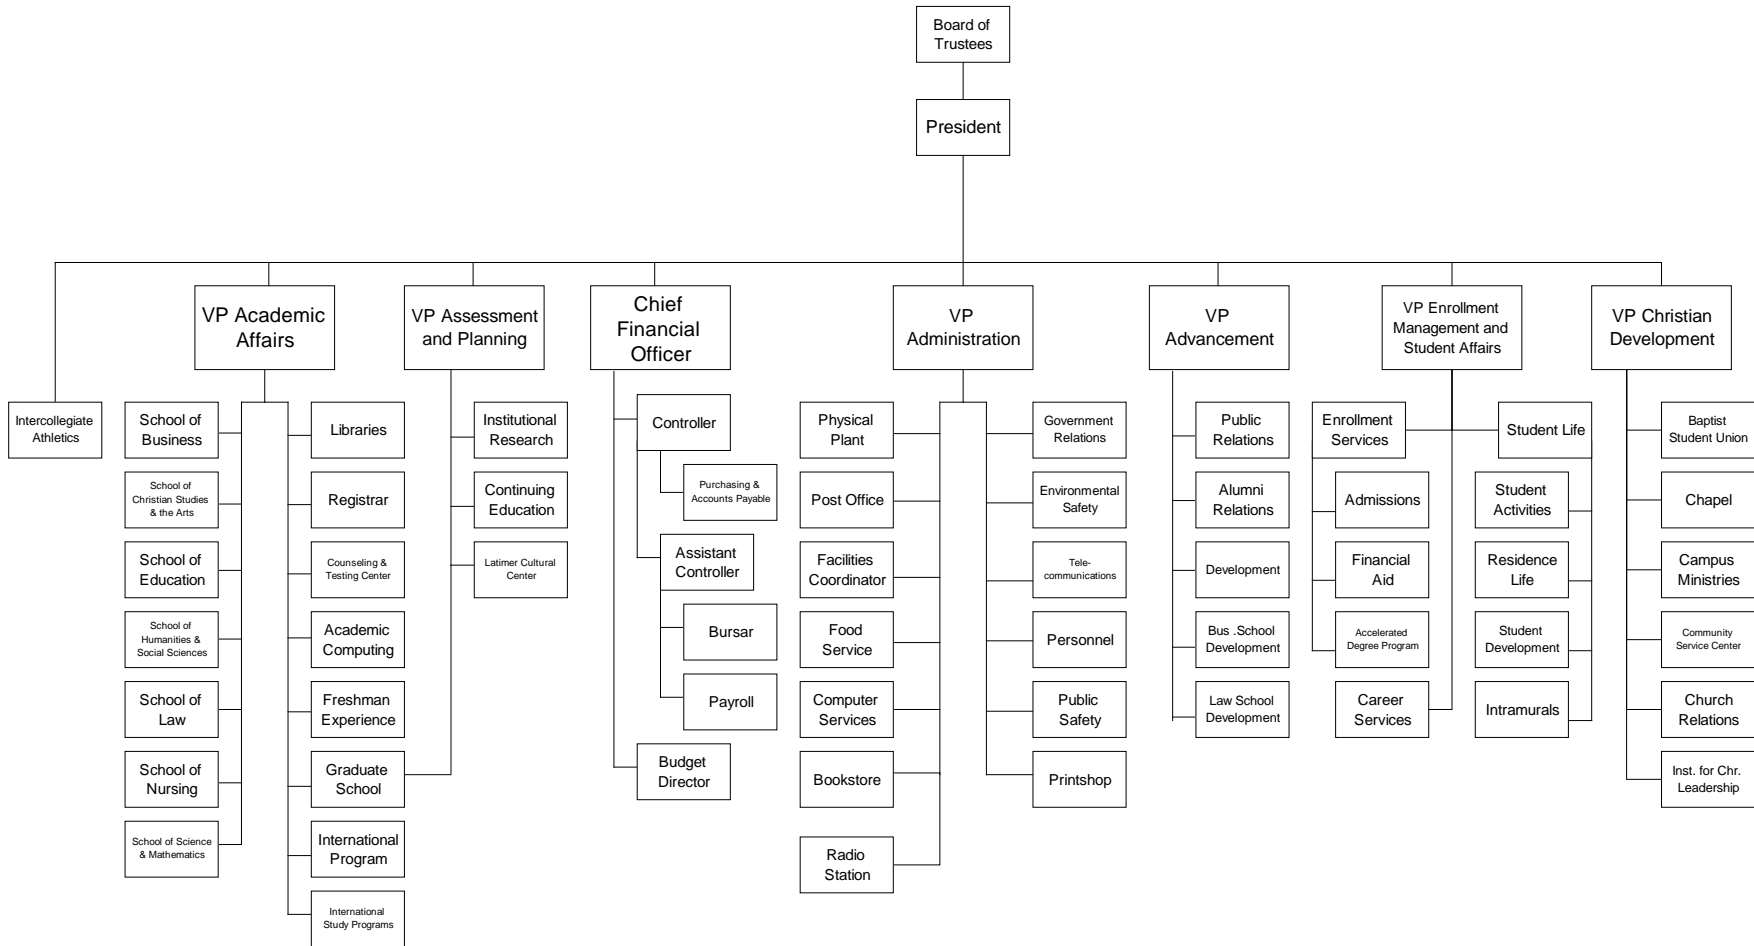 Board of
Trustees
President
VP Academic
Affairs
VP Assessment
and Planning
Chief
Financial
Officer
VP
Administration
VP
Advancement
VP Enrollment
Management and
Student Affairs
VP Christian
Development
Intercollegiate
Athletics
School of
Business
School of
Christian Studies
& the Arts
School of
Education
School of
Humanities &
Social Sciences
School of
Law
School of
Nursing
School of Science
& Mathematics
Libraries
Registrar
Counseling &
Testing Center
Academic
Computing
Freshman
Experience
Graduate
School
International
Program
International
Study Programs
Institutional
Research
Continuing
Education
Latimer Cultural
Center
Controller
Purchasing &
Accounts Payable
Assistant
Controller
Bursar
Payroll
Budget
Director
Physical
Plant
Post Office
Facilities
Coordinator
Food
Service
Computer
Services
Bookstore
Radio
Station
Government
Relations
Environmental
Safety
Tele-
communications
Personnel
Public
Safety
Printshop
Public
Relations
Alumni
Relations
Development
Bus .School
Development
Law School
Development
Enrollment
Services
Admissions
Financial
Aid
Accelerated
Degree Program
Career
Services
Student Life
Student
Activities
Residence
Life
Student
Development
Intramurals
Baptist
Student Union
Chapel
Campus
Ministries
Community
Service Center
Church
Relations
Inst. for Chr.
Leadership